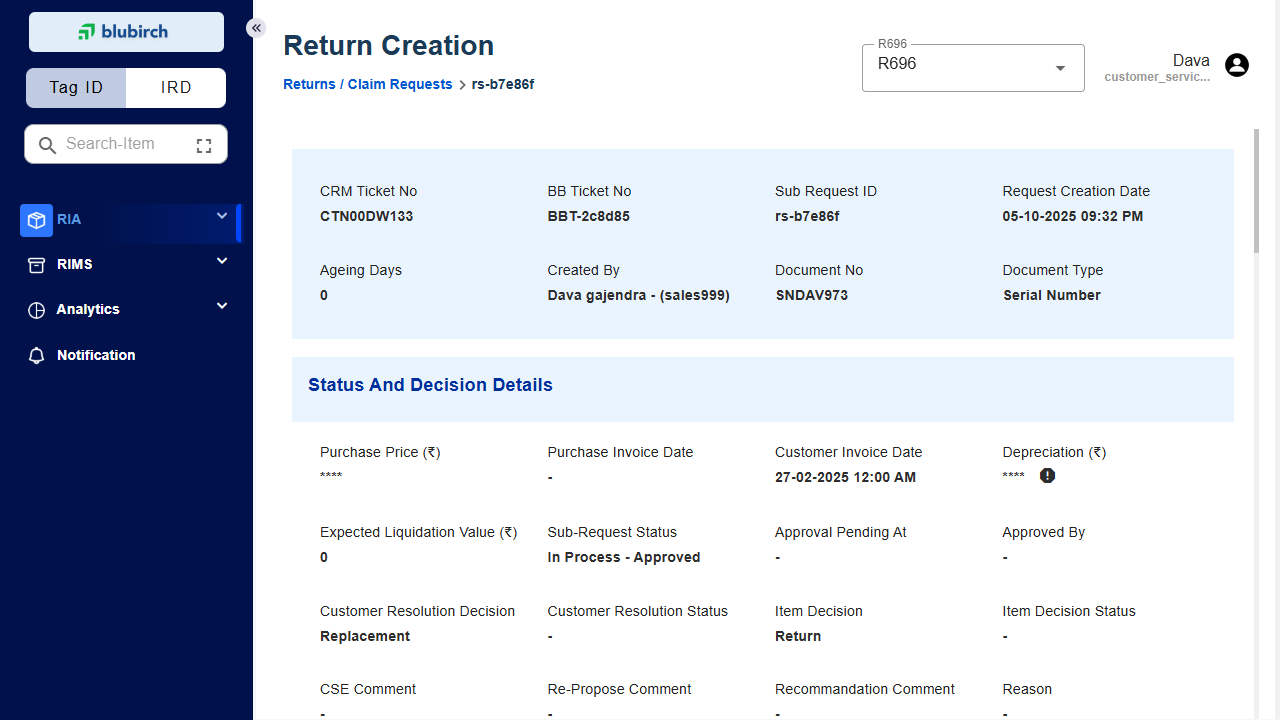 blubirch
Tag ID
IRD
Search-Item
RIA
RIMS
Analytics
Notification
Return Creation
Returns / Claim Requests > rs-b7e86f
R696
R696
Dava
customer_servic...
CRM Ticket No
BB Ticket No
Sub Request ID
Request Creation Date
CTN00DW133
BBT-2c8d85
rs-b7e86f
05-10-2025 09:32 PM
Ageing Days
Created By
Document No
Document Type
0
Dava gajendra - (sales999)
SNDAV973
Serial Number
Status And Decision Details
Purchase Price (₹)
Purchase Invoice Date
Customer Invoice Date
Depreciation (₹)
****
-
27-02-2025 12:00 AM
****
Expected Liquidation Value (₹)
Sub-Request Status
Approval Pending At
Approved By
0
In Process - Approved
-
-
Customer Resolution Decision
Customer Resolution Status
Item Decision
Item Decision Status
Replacement
-
Return
-
CSE Comment
Re-Propose Comment
Recommandation Comment
Reason
-
-
-
-